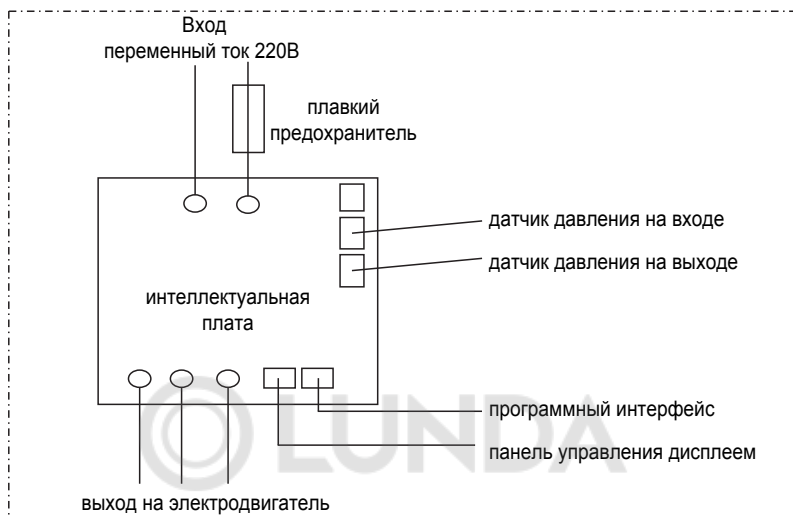 Вход
переменный ток 220В
плавкий
предохранитель
датчик давления на входе
датчик давления на выходе
интеллектуальная
плата
программный интерфейс
LUNDA
панель управления дисплеем
выход на электродвигатель